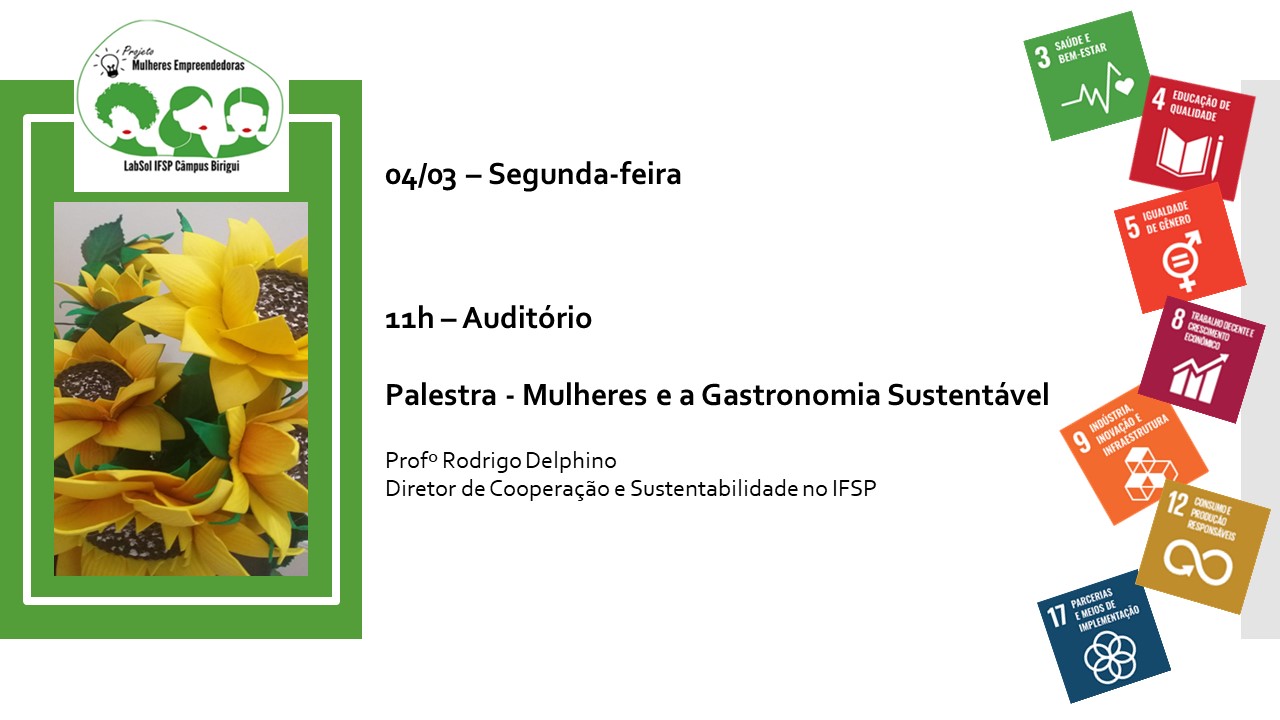 Projeto
Mulheres Empreendedoras
LabSol IFSP Câmpus Birigui
04/03 – Segunda-feira
11h – Auditório
Palestra - Mulheres e a Gastronomia Sustentável
Profº Rodrigo Delphino
Diretor de Cooperação e Sustentabilidade no IFSP
3 SAÚDE E
BEM-ESTAR
4 EDUCAÇÃO DE
QUALIDADE
5 IGUALDADE
DE GÊNERO
8 TRABALHO DECENTE E
CRESCIMENTO
ECONÔMICO
9 INDÚSTRIA,
INOVAÇÃO E
INFRAESTRUTURA
12 CONSUMO E
PRODUÇÃO
RESPONSÁVEIS
17 PARCERIAS
E MEIOS DE
IMPLEMENTAÇÃO